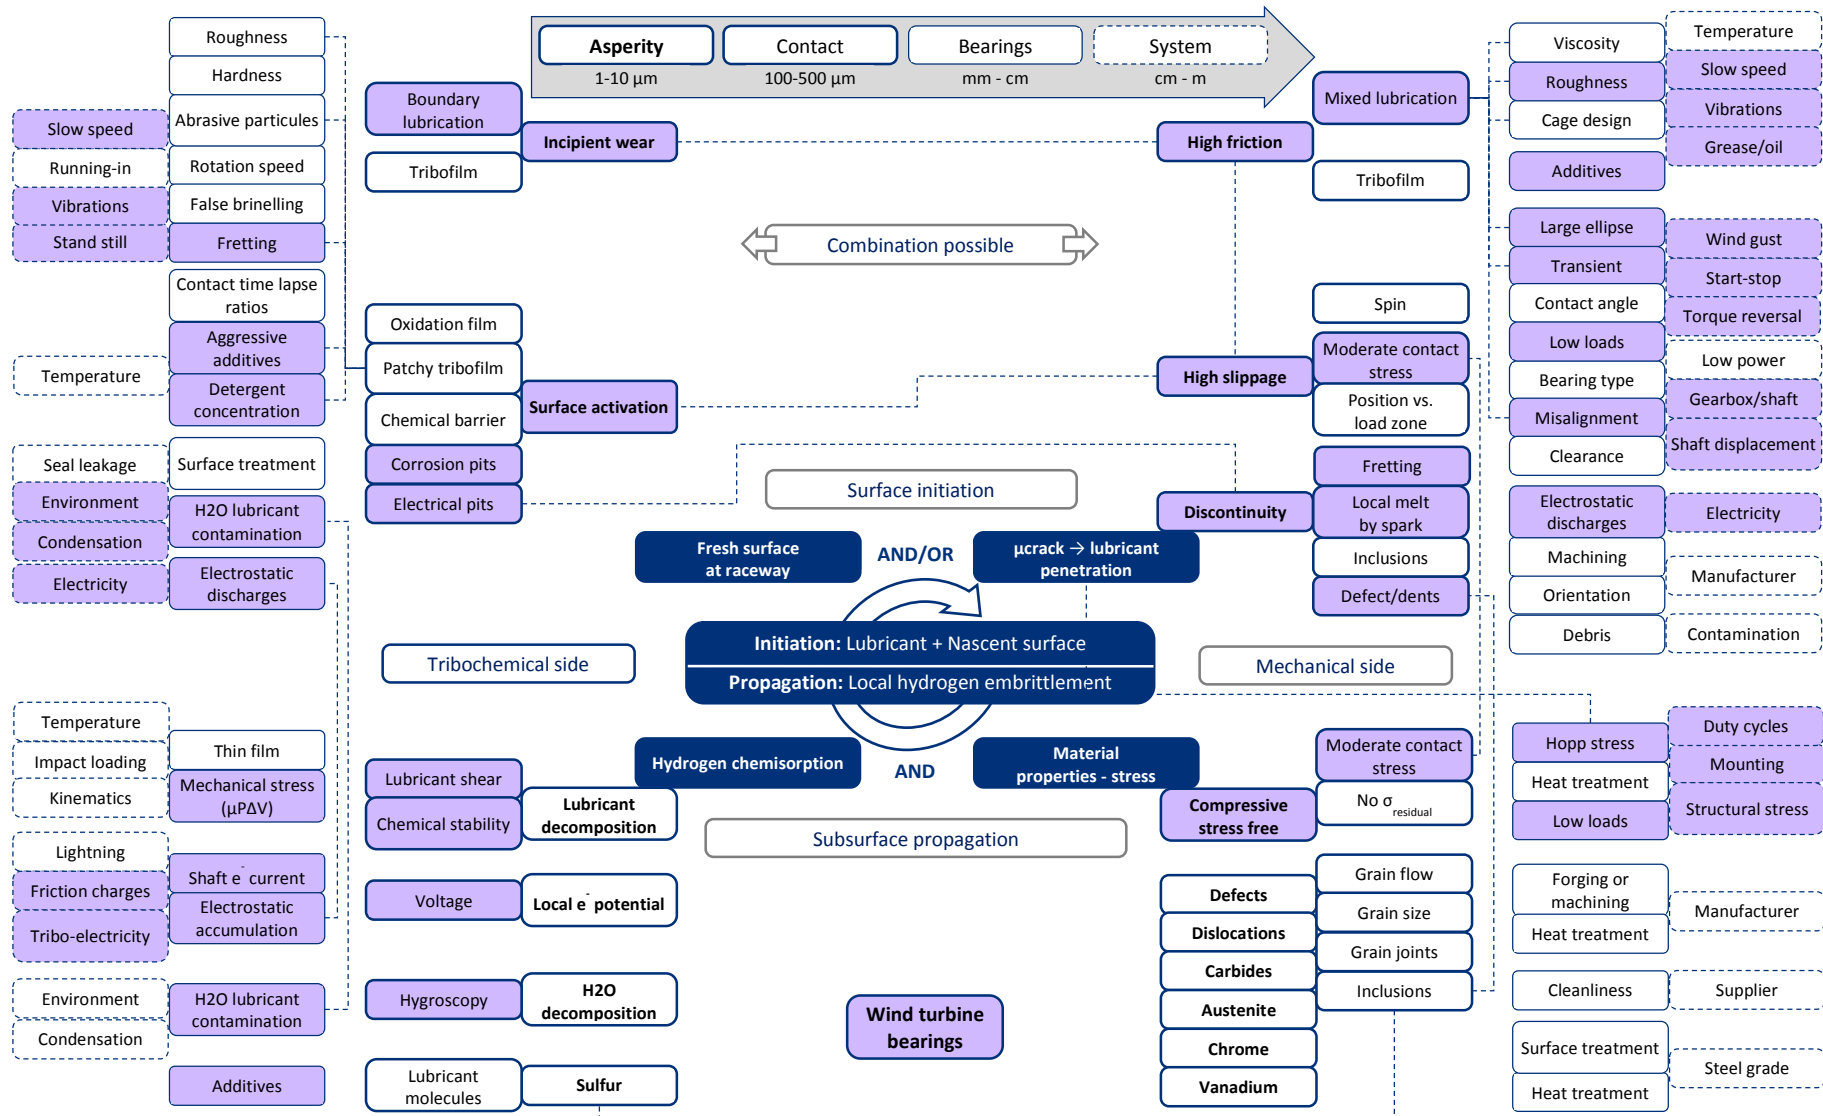 Asperity
Contact
Bearings
System
1-10 µm
100-500 µm
mm - cm
cm - m
Roughness
Hardness
Abrasive particules
Slow speed
Running-in
Rotation speed
Vibrations
False brinelling
Stand still
Fretting
Contact time lapse
ratios
Aggressive
additives
Temperature
Detergent
concentration
Seal leakage
Surface treatment
Environment
H2O lubricant
contamination
Condensation
Electricity
Electrostatic
discharges
Boundary
lubrication
Incipient wear
Tribofilm
Oxidation film
Patchy tribofilm
Surface activation
Chemical barrier
Corrosion pits
Electrical pits
Combination possible
Surface initiation
Fresh surface
at raceway
AND/OR
µcrack → lubricant
penetration
Initiation: Lubricant + Nascent surface
Propagation: Local hydrogen embrittlement
Tribochemical side
Mechanical side
Hydrogen chemisorption
AND
Material
properties - stress
Subsurface propagation
High friction
High slippage
Discontinuity
Mixed lubrication
Tribofilm
Spin
Moderate contact
stress
Position vs.
load zone
Fretting
Local melt
by spark
Inclusions
Defect/dents
Viscosity
Temperature
Roughness
Slow speed
Vibrations
Cage design
Grease/oil
Additives
Large ellipse
Wind gust
Transient
Start-stop
Contact angle
Torque reversal
Low loads
Low power
Bearing type
Gearbox/shaft
Misalignment
Shaft displacement
Clearance
Electrostatic
discharges
Electricity
Machining
Manufacturer
Orientation
Debris
Contamination
Temperature
Thin film
Impact loading
Mechanical stress
(µPΔV)
Kinematics
Lightning
Shaft e⁻ current
Friction charges
Electrostatic
accumulation
Tribo-electricity
Environment
H2O lubricant
contamination
Condensation
Additives
Lubricant shear
Chemical stability
Lubricant
decomposition
Voltage
Local e⁻ potential
Hygroscopy
H2O
decomposition
Lubricant
molecules
Sulfur
Wind turbine
bearings
Compressive
stress free
Moderate contact
stress
No σresidual
Defects
Dislocations
Carbides
Austenite
Chrome
Vanadium
Grain flow
Grain size
Grain joints
Inclusions
Hopp stress
Duty cycles
Mounting
Heat treatment
Structural stress
Low loads
Forging or
machining
Manufacturer
Heat treatment
Cleanliness
Supplier
Surface treatment
Steel grade
Heat treatment